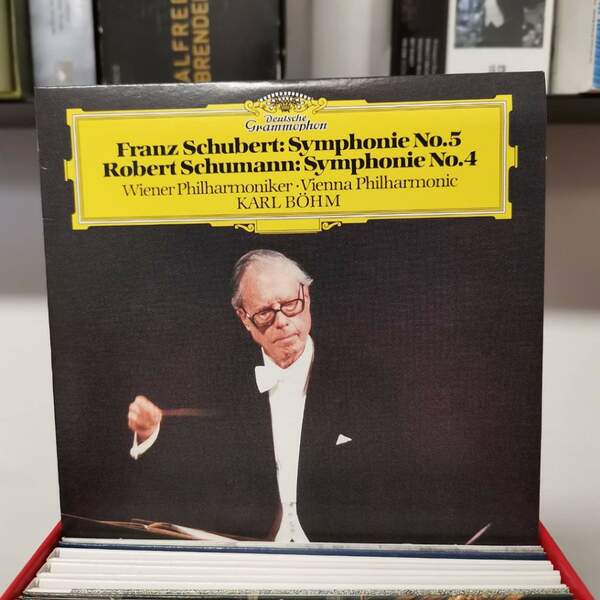 ALFRED
BRENDEL
Deutsche
Grammophon
Franz Schubert: Symphonie No.5
Robert Schumann: Symphonie No.4
Wiener Philharmoniker · Vienna Philharmonic
KARL BÖHM